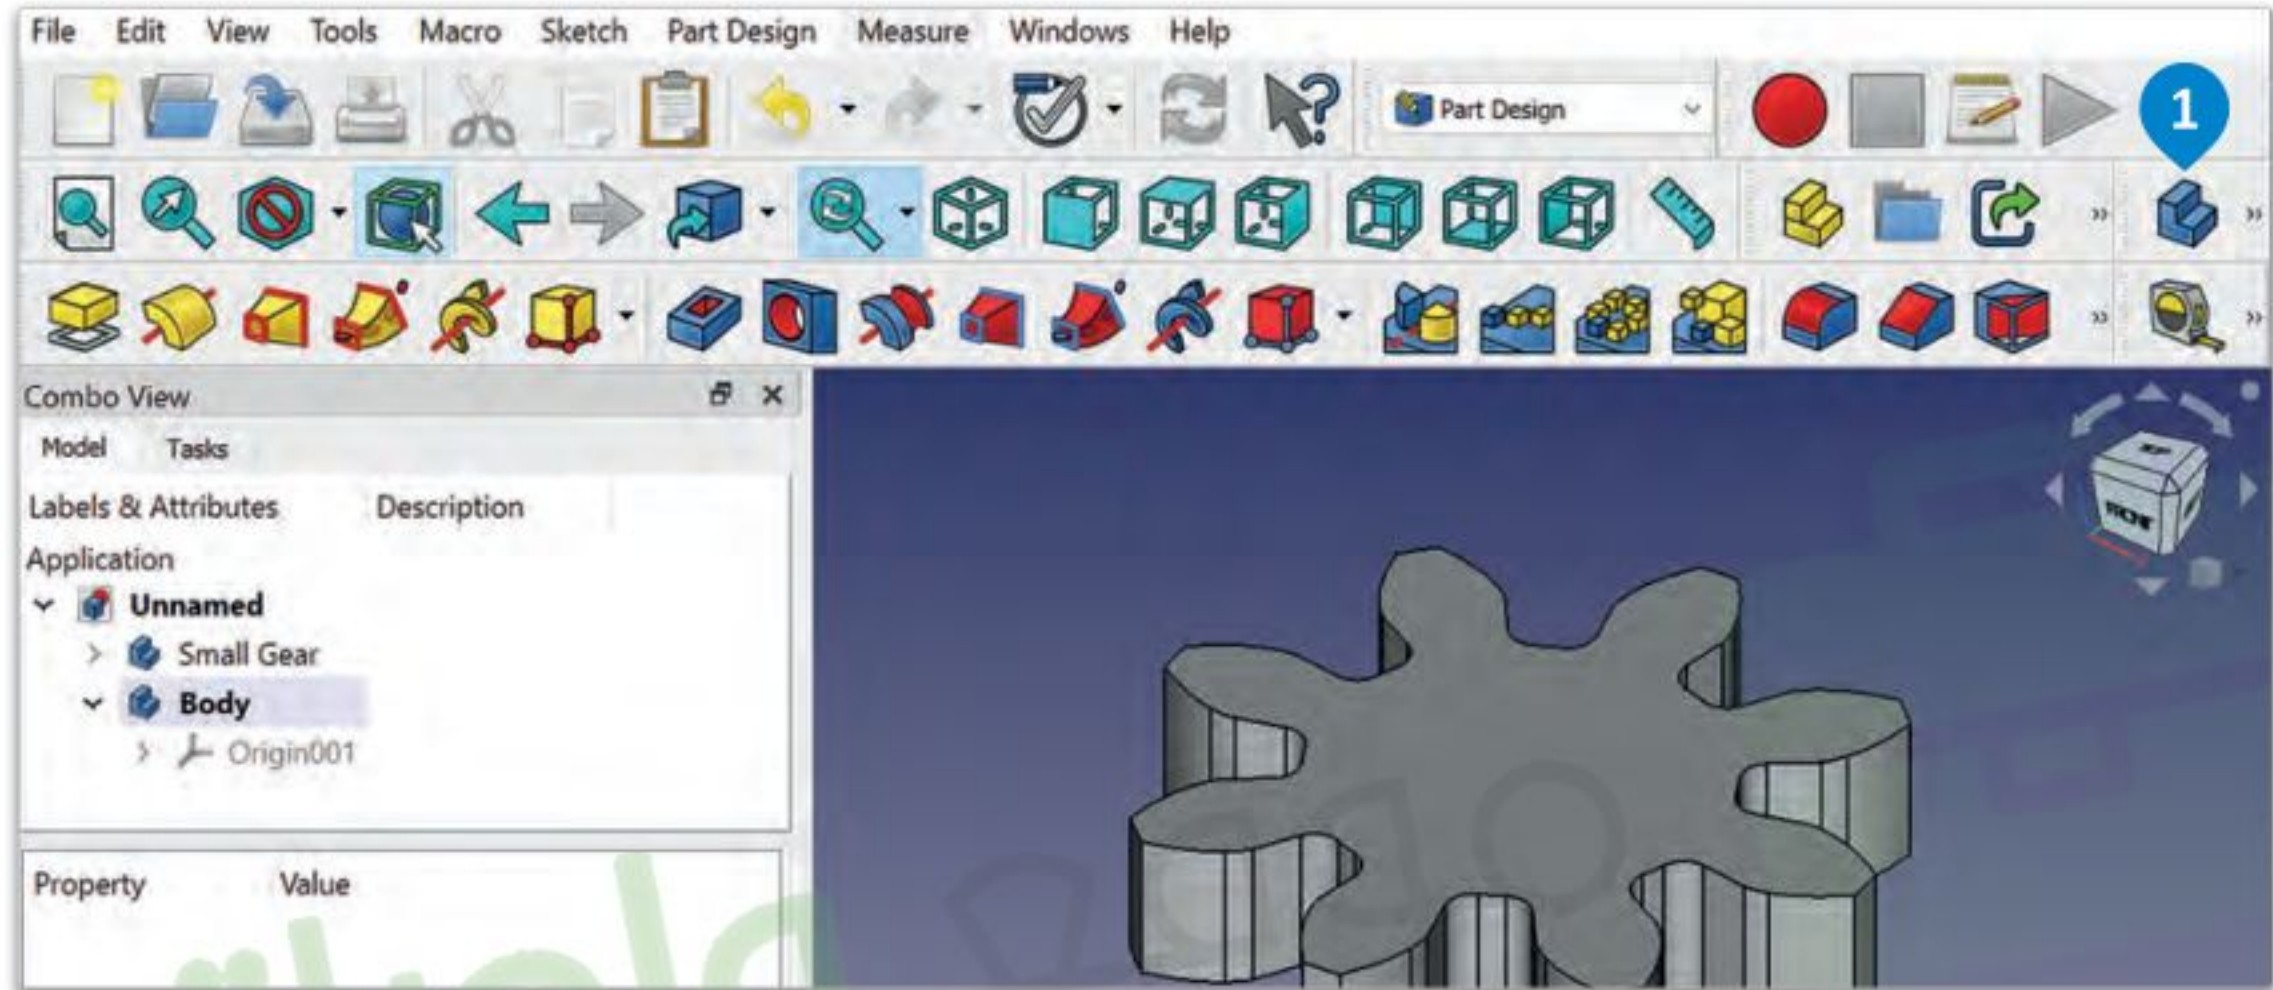 File Edit View Tools Macro Sketch Part Design Measure Windows Help
Part Design
1
Combo View
Model Tasks
Labels & Attributes Description
Application
Unnamed
Small Gear
Body
Origin001
Property Value
FRONT